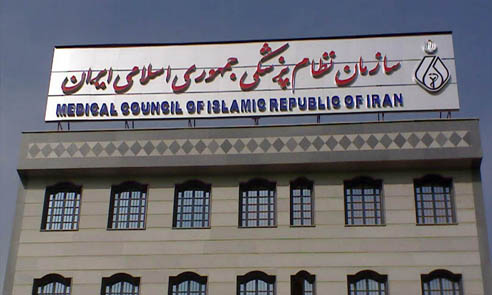 سازمان نظام پزشکی جمهوری اسلامی ایران
MEDICAL COUNCIL OF ISLAMIC REPUBLIC OF IRAN